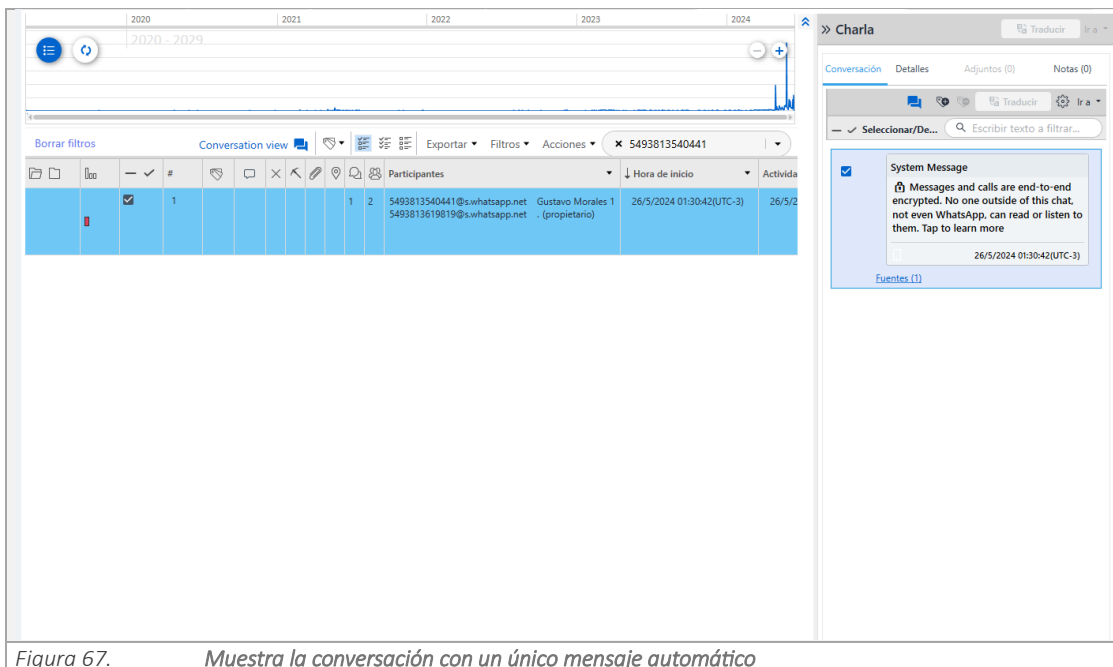 2020 2021 2022 2023 2024
2020 - 2029
Borrar filtros Conversation view Exportar Filtros Acciones × 5493813540441
# Participantes ↓ Hora de inicio Activida
1 1 2 5493813540441@s.whatsapp.net Gustavo Morales 1 26/5/2024 01:30:42(UTC-3) 26/5/2
5493813619819@s.whatsapp.net . (propietario)
» Charla Traducir Ir a
Conversación Detalles Adjuntos (0) Notas (0)
Traducir Ir a
Seleccionar/De... Escribir texto a filtrar...
System Message
Messages and calls are end-to-end
encrypted. No one outside of this chat,
not even WhatsApp, can read or listen to
them. Tap to learn more
26/5/2024 01:30:42(UTC-3)
Fuentes (1)
Figura 67. Muestra la conversación con un único mensaje automático